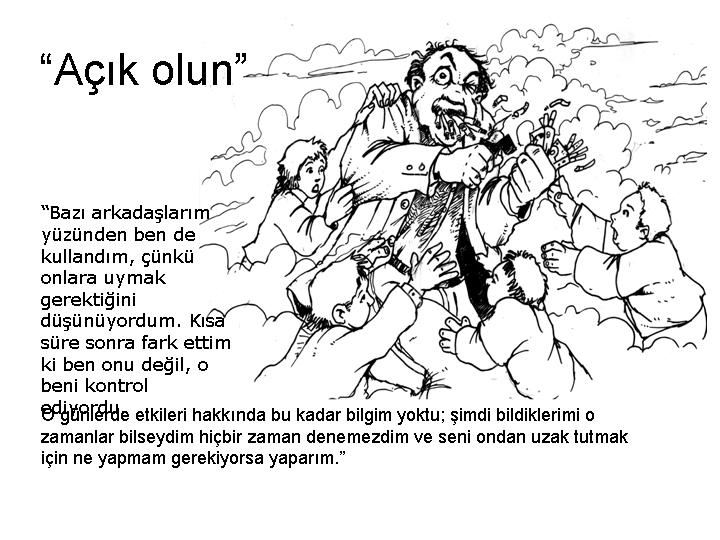 “Açık olun”
“Bazı arkadaşlarım
yüzünden ben de
kullandım, çünkü
onlara uymak
gerektiğini
düşünüyordum. Kısa
süre sonra fark ettim
ki ben onu değil, o
beni kontrol
ediyordu.
O günlerde etkileri hakkında bu kadar bilgim yoktu; şimdi bildiklerimi o
zamanlar bilseydim hiçbir zaman denemezdim ve seni ondan uzak tutmak
için ne yapmam gerekiyorsa yaparım.”